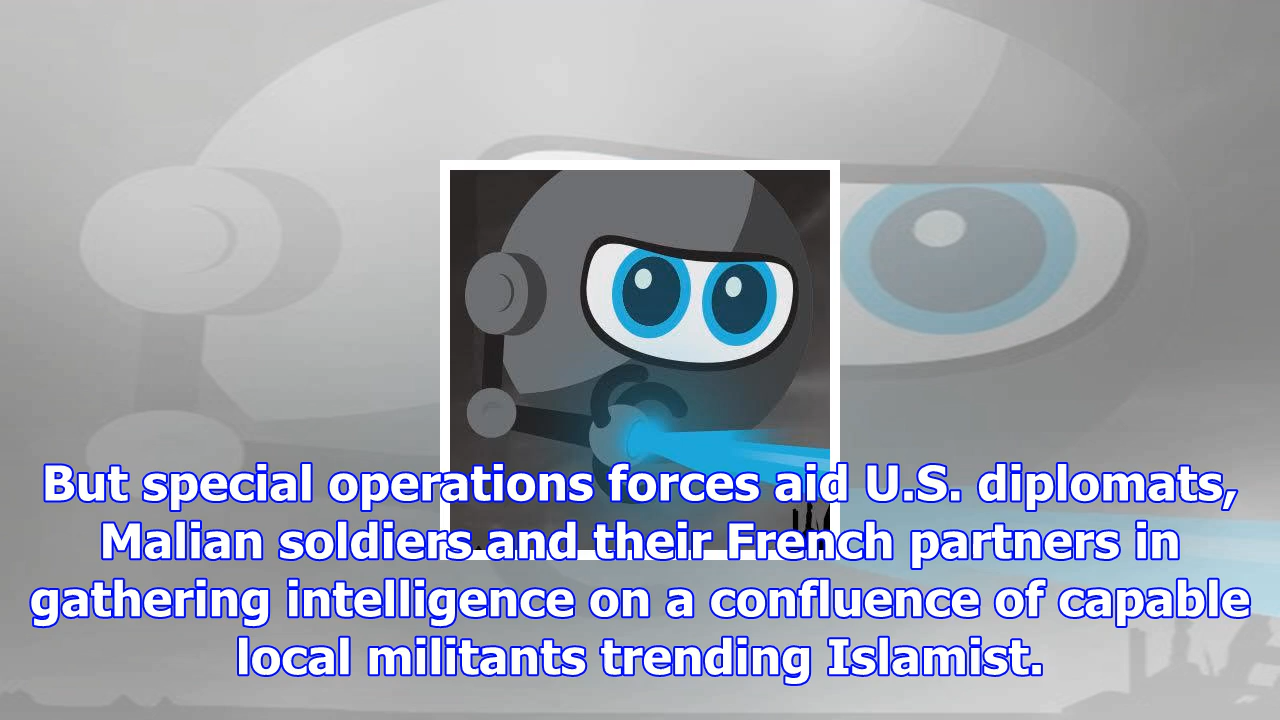 But special operations forces aid U.S. diplomats,
Malian soldiers and their French partners in
gathering intelligence on a confluence of capable
local militants trending Islamist.